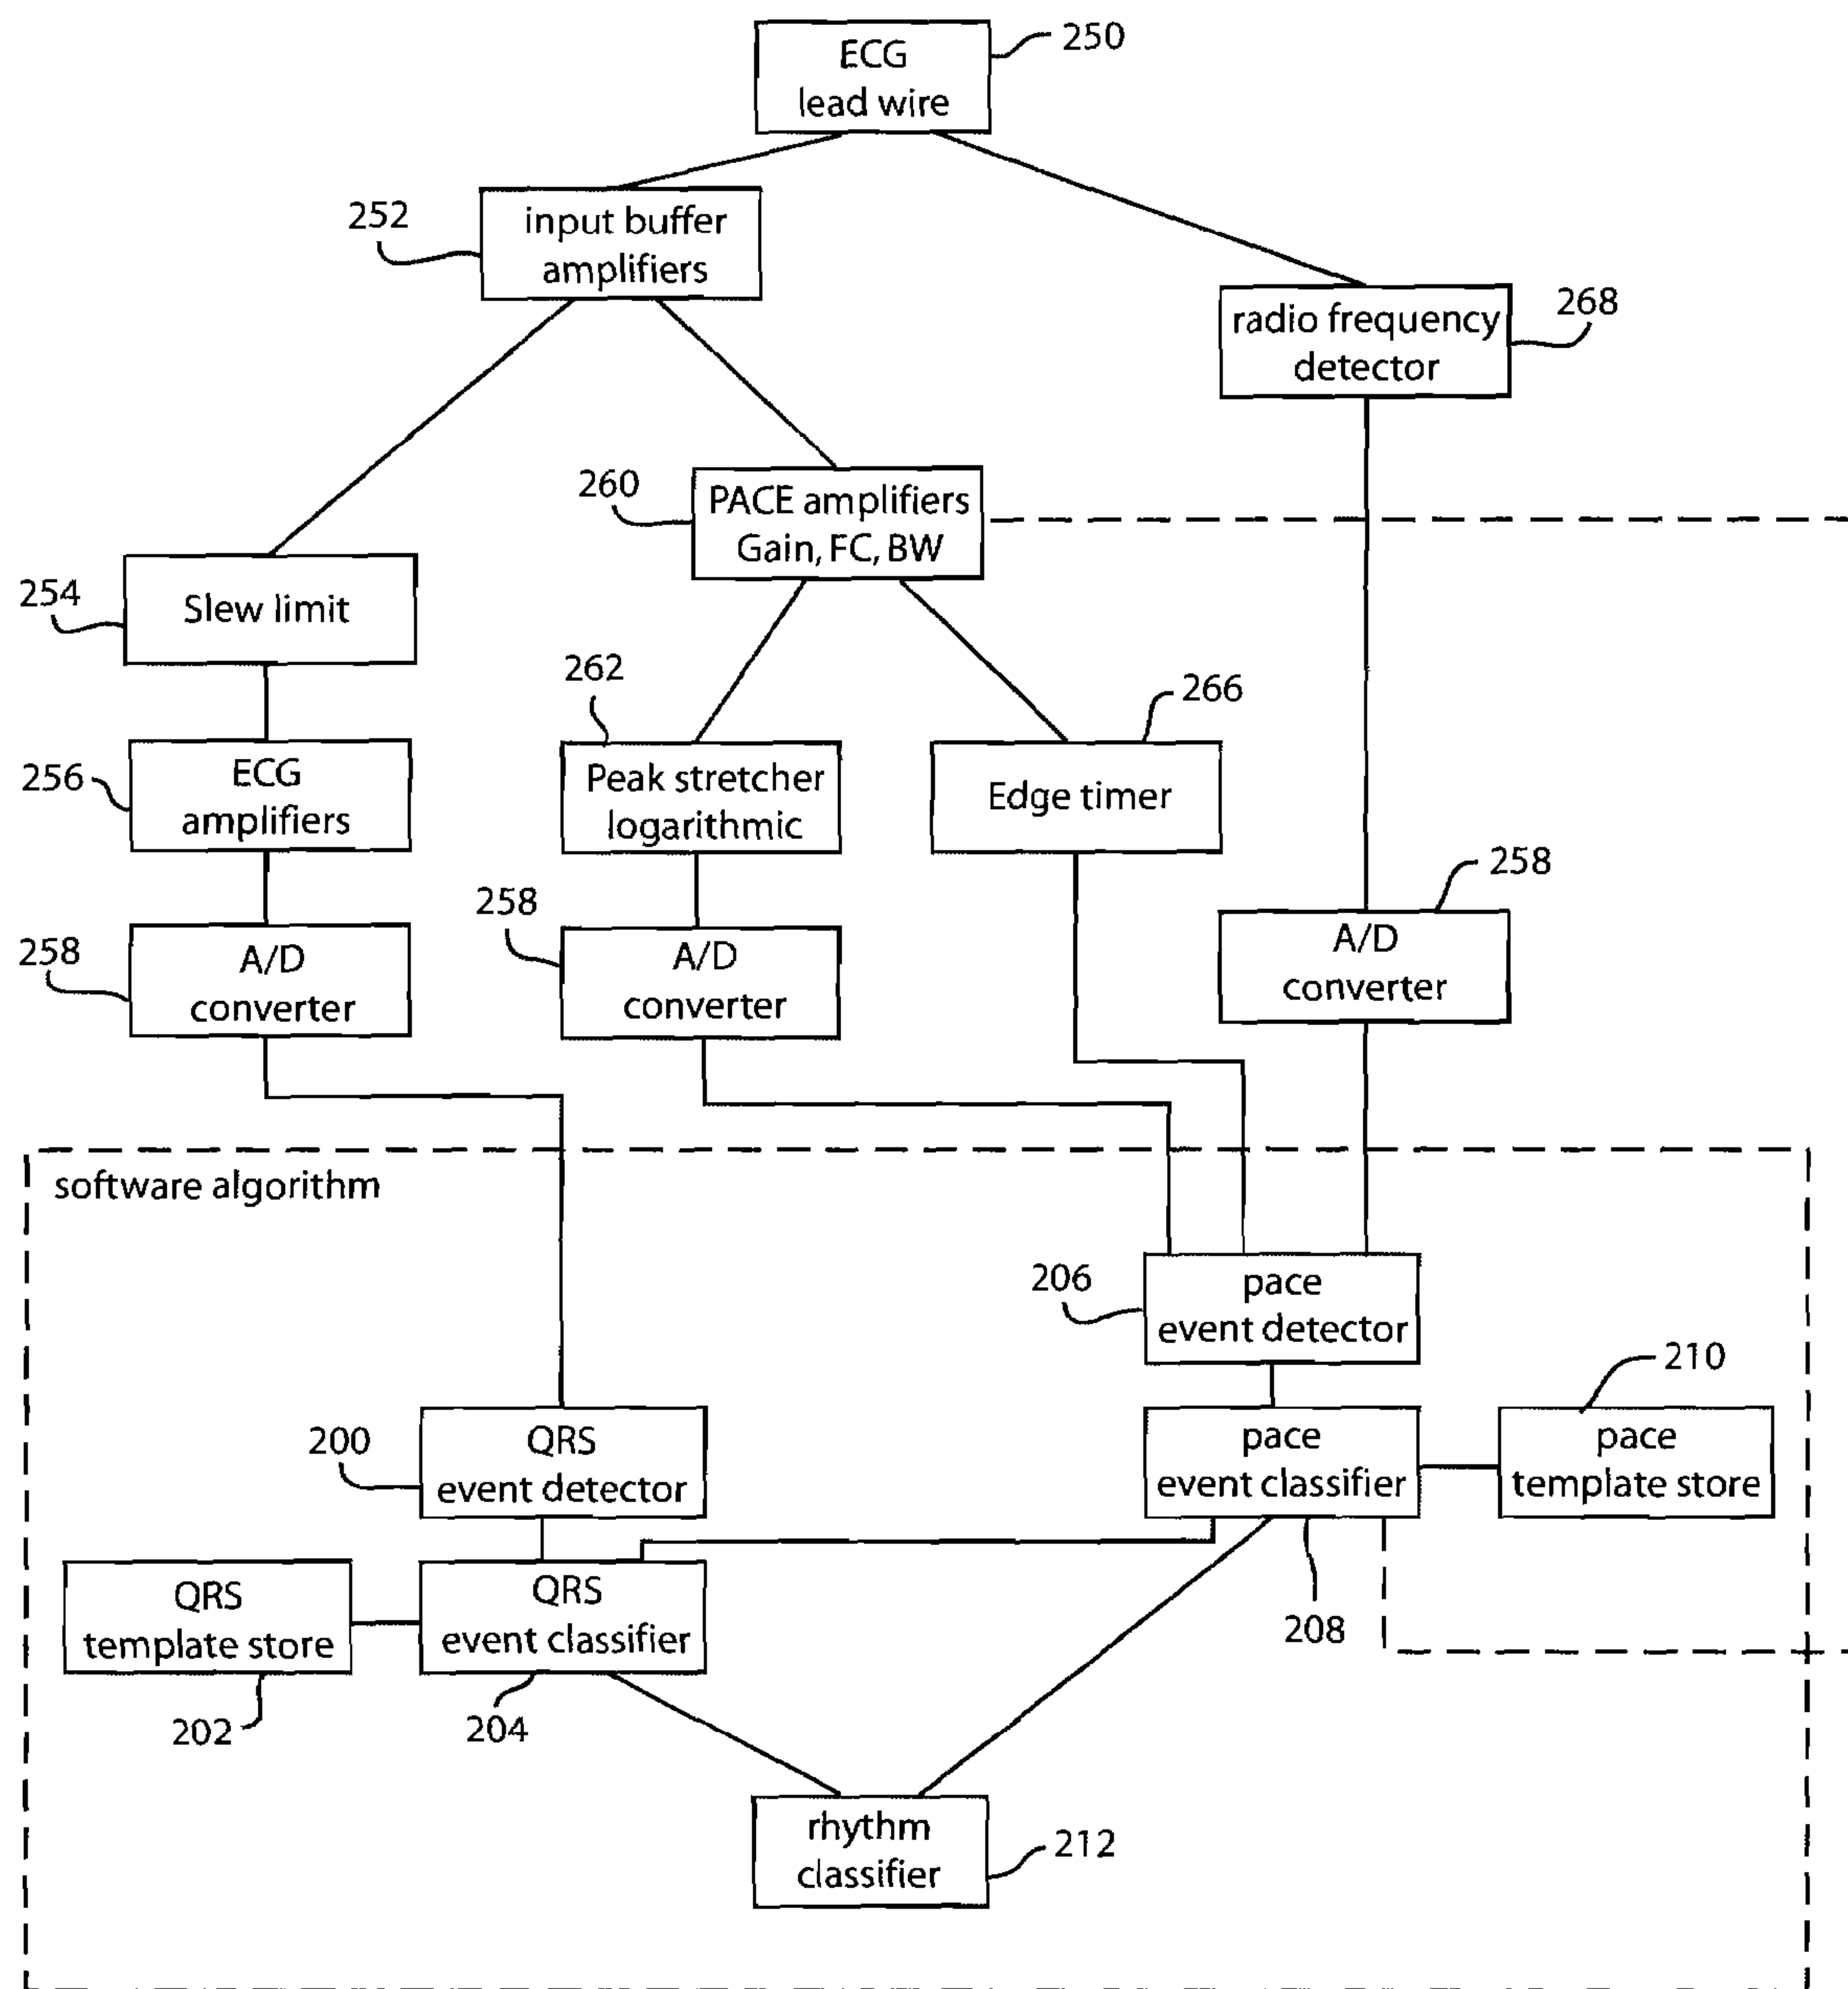 ECG
lead wire
250
252
input buffer
amplifiers
radio frequency
detector
268
260
PACE amplifiers
Gain, FC, BW
254
Slew limit
262
266
256
ECG
amplifiers
Peak stretcher
logarithmic
Edge timer
258
258
258
A/D
converter
A/D
converter
A/D
converter
software algorithm
206
pace
event detector
210
200
QRS
event detector
pace
event classifier
pace
template store
QRS
template store
QRS
event classifier
208
202
204
rhythm
classifier
212